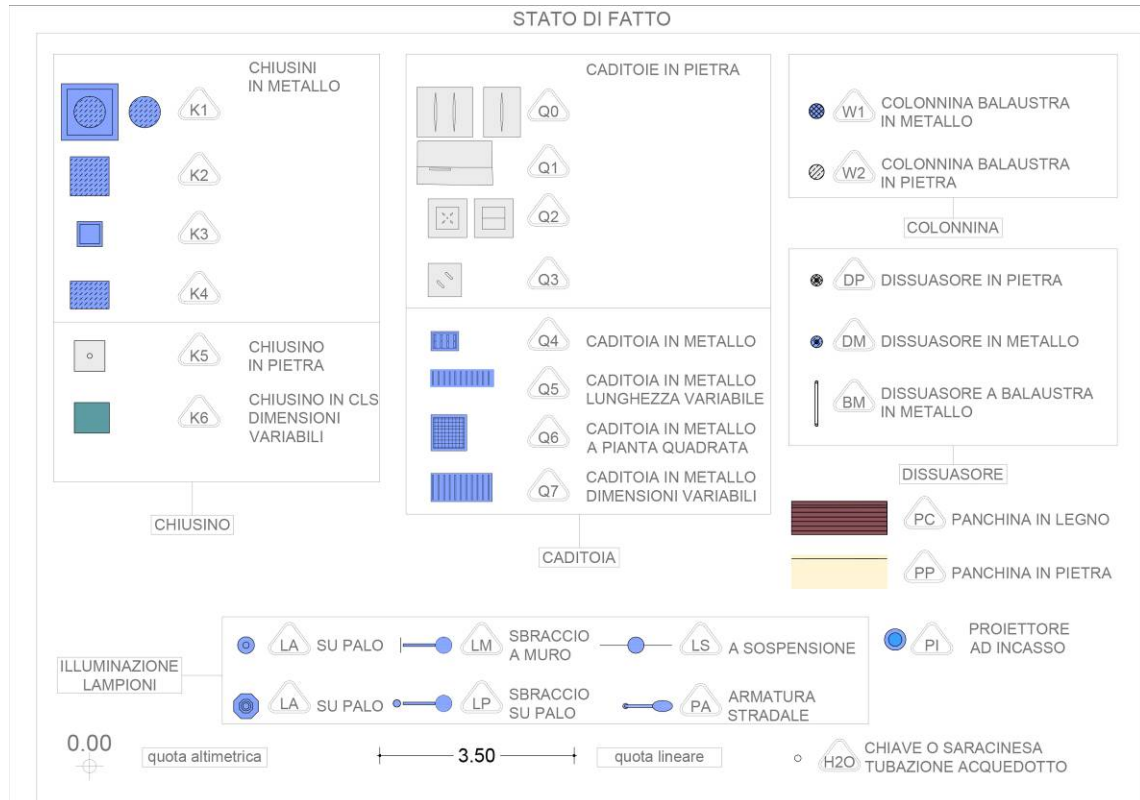 STATO DI FATTO
CHIUSINI
IN METALLO
K1
K2
K3
K4
K5
CHIUSINO
IN PIETRA
K6
CHIUSINO IN CLS
DIMENSIONI
VARIABILI
CHIUSINO
CADITOIE IN PIETRA
Q0
Q1
Q2
Q3
Q4
CADITOIA IN METALLO
Q5
CADITOIA IN METALLO
LUNGHEZZA VARIABILE
Q6
CADITOIA IN METALLO
A PIANTA QUADRATA
Q7
CADITOIA IN METALLO
DIMENSIONI VARIABILI
CADITOIA
W1
COLONNINA BALAUSTRA
IN METALLO
W2
COLONNINA BALAUSTRA
IN PIETRA
COLONNINA
DP
DISSUASORE IN PIETRA
DM
DISSUASORE IN METALLO
BM
DISSUASORE A BALAUSTRA
IN METALLO
DISSUASORE
PC
PANCHINA IN LEGNO
PP
PANCHINA IN PIETRA
ILLUMINAZIONE
LAMPIONI
LA
SU PALO
LM
SBRACCIO
A MURO
LS
A SOSPENSIONE
LA
SU PALO
LP
SBRACCIO
SU PALO
PA
ARMATURA
STRADALE
PI
PROIETTORE
AD INCASSO
0.00
quota altimetrica
3.50
quota lineare
H2O
CHIAVE O SARACINESA
TUBAZIONE ACQUEDOTTO